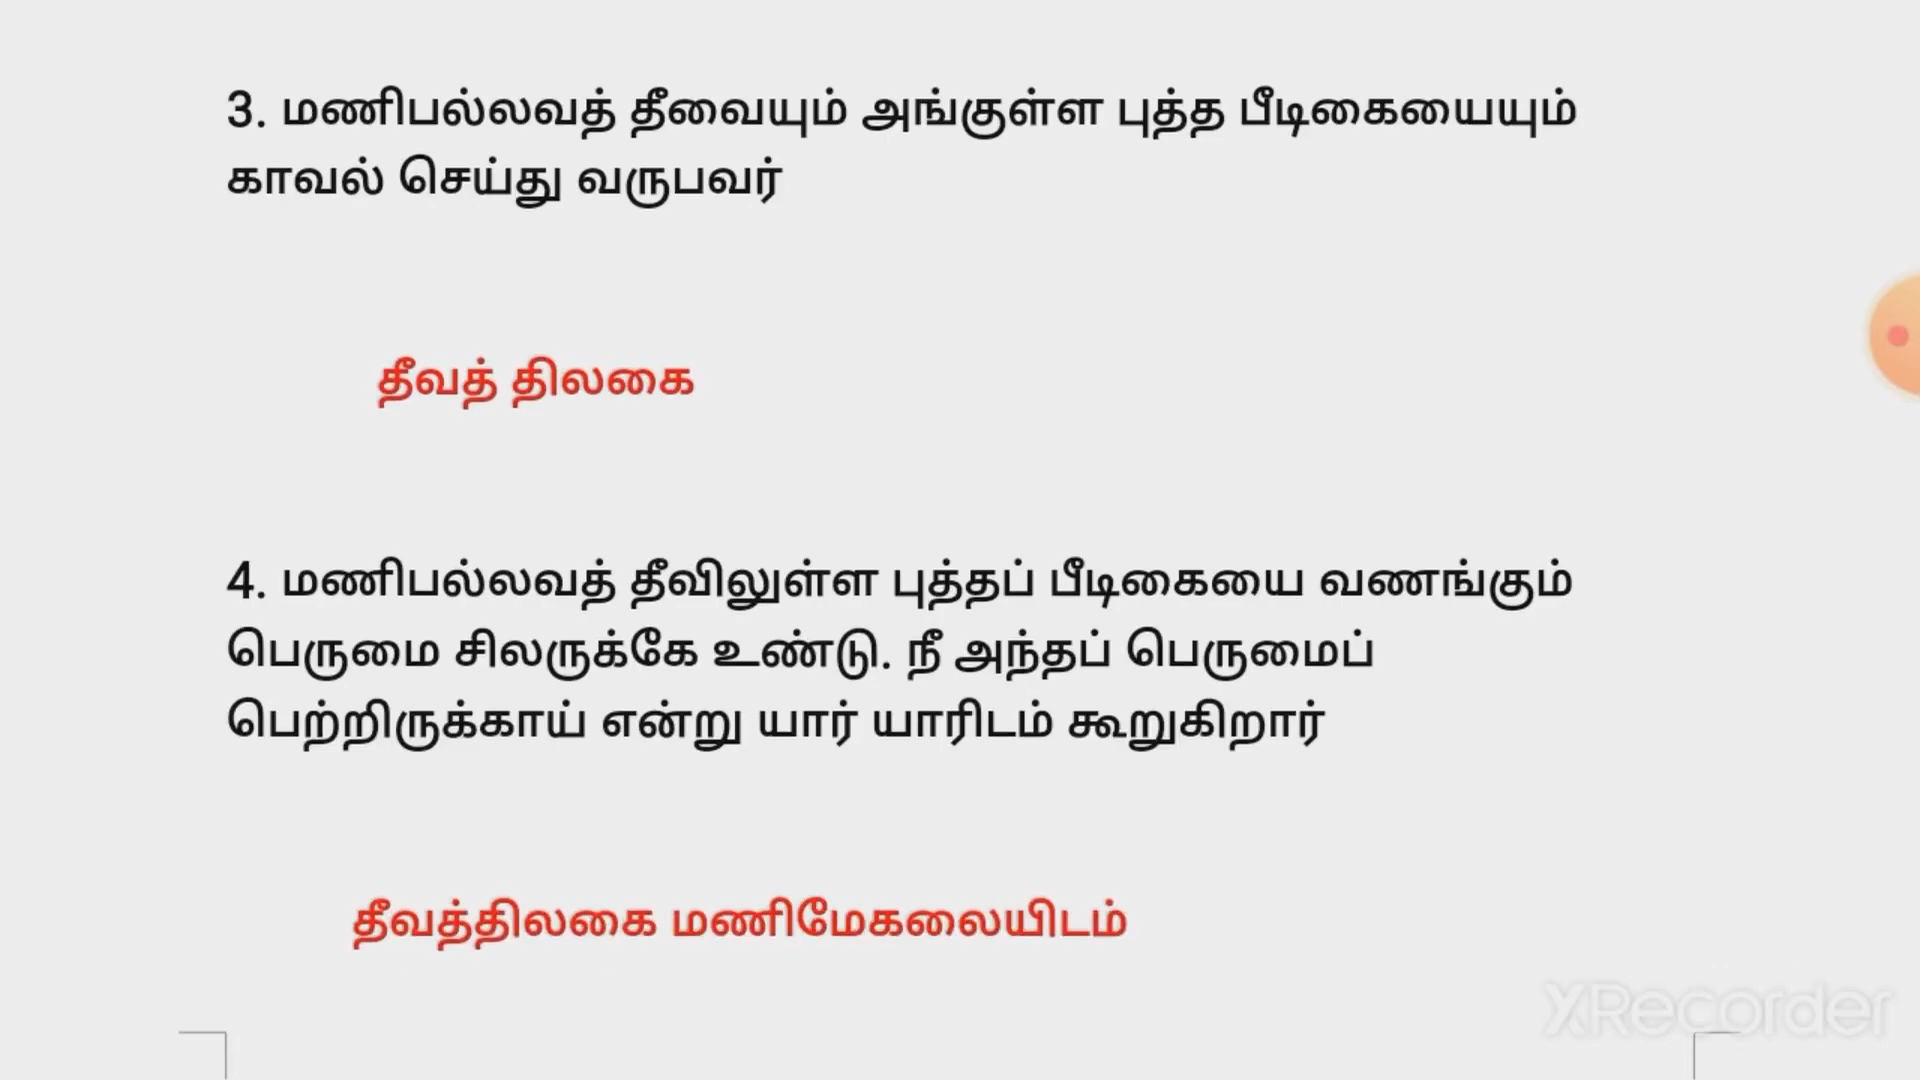 3. மணிபல்லவத் தீவையும் அங்குள்ள புத்த பீடிகையையும்
காவல் செய்து வருபவர்
தீவத் திலகை
4. மணிபல்லவத் தீவிலுள்ள புத்தப் பீடிகையை வணங்கும்
பெருமை சிலருக்கே உண்டு. நீ அந்தப் பெருமைப்
பெற்றிருக்காய் என்று யார் யாரிடம் கூறுகிறார்
தீவத்திலகை மணிமேகலையிடம்
XRecorder